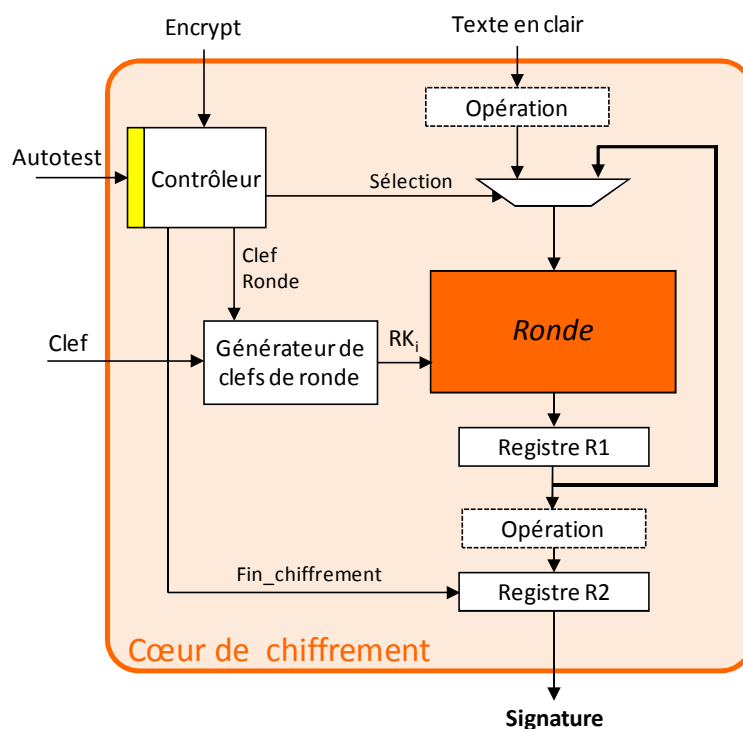 Encrypt
Texte en clair
Opération
Autotest
Contrôleur
Sélection
Clef
Ronde
Clef
Générateur de
clefs de ronde
RKi
Ronde
Registre R1
Opération
Fin_chiffrement
Registre R2
Cœur de chiffrement
Signature